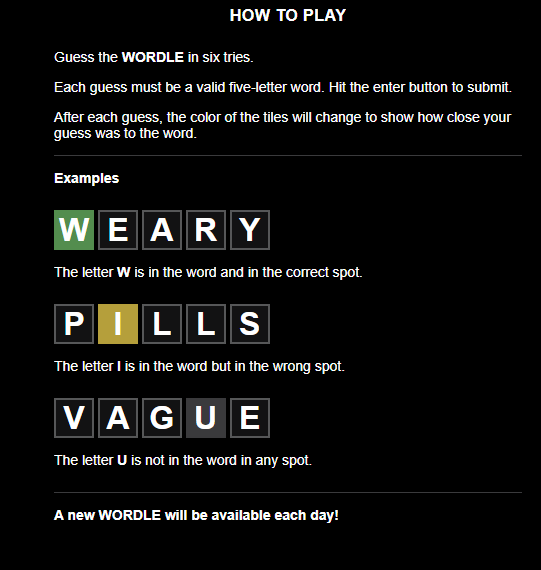 HOW TO PLAY
Guess the WORDLE in six tries.
Each guess must be a valid five-letter word. Hit the enter button to submit.
After each guess, the color of the tiles will change to show how close your
guess was to the word.
Examples
W E A R Y
The letter W is in the word and in the correct spot.
P I L L S
The letter I is in the word but in the wrong spot.
V A G U E
The letter U is not in the word in any spot.
A new WORDLE will be available each day!